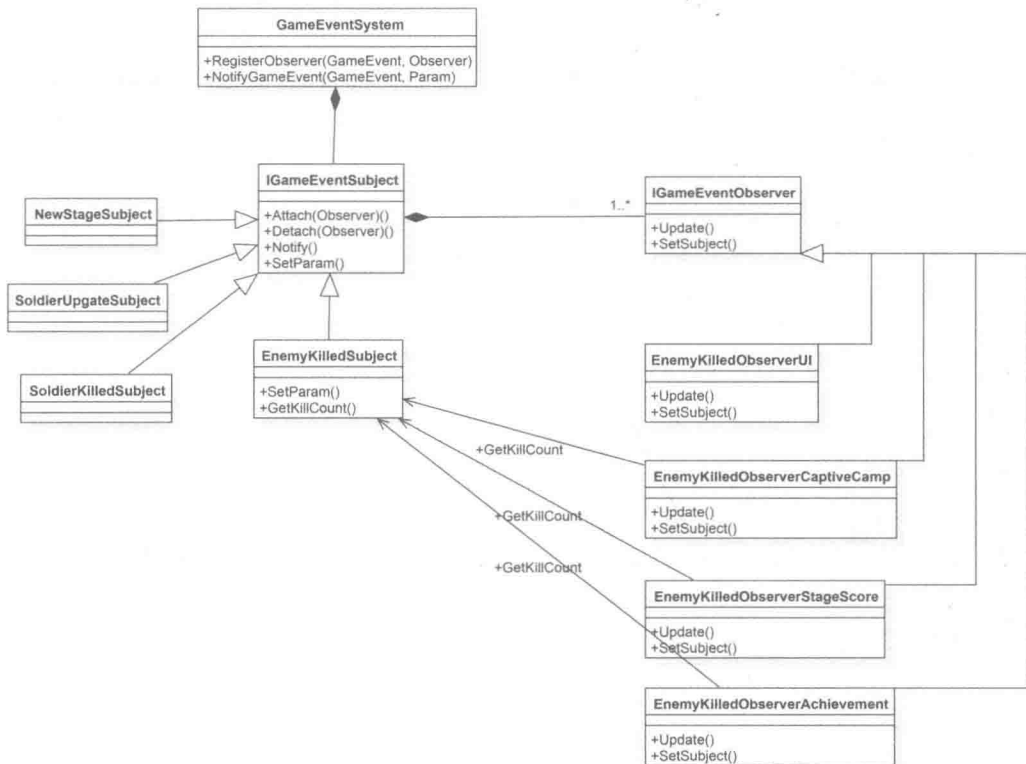 GameEventSystem
+RegisterObserver(GameEvent, Observer)
+NotifyGameEvent(GameEvent, Param)
IGameEventSubject
+Attach(Observer)()
+Detach(Observer)()
+Notify()
+SetParam()
1..*
IGameEventObserver
+Update()
+SetSubject()
NewStageSubject
SoldierUpgateSubject
SoldierKilledSubject
EnemyKilledSubject
+SetParam()
+GetKillCount()
EnemyKilledObserverUI
+Update()
+SetSubject()
+GetKillCount
EnemyKilledObserverCaptiveCamp
+Update()
+SetSubject()
+GetKillCount
EnemyKilledObserverStageScore
+Update()
+SetSubject()
+GetKillCount
EnemyKilledObserverAchievement
+Update()
+SetSubject()